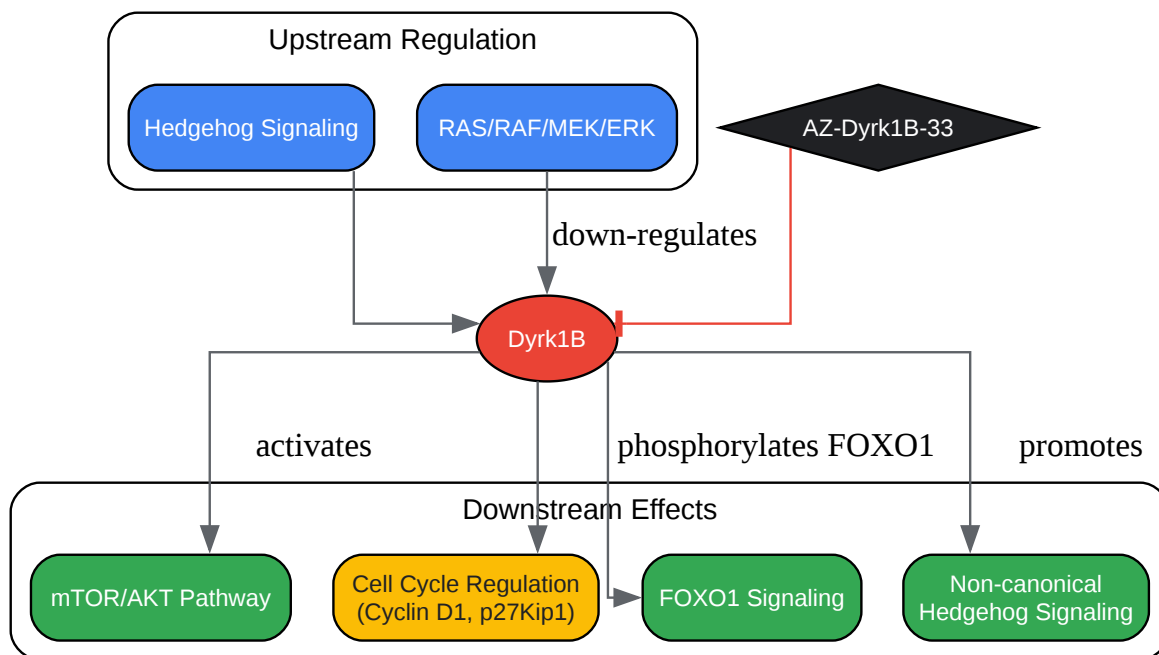 Upstream Regulation
Hedgehog Signaling
RAS/RAF/MEK/ERK
AZ-Dyrk1B-33
down-regulates
Dyrk1B
activates
phosphorylates FOXO1
promotes
Downstream Effects
mTOR/AKT Pathway
Cell Cycle Regulation
(Cyclin D1, p27Kip1)
FOXO1 Signaling
Non-canonical
Hedgehog Signaling